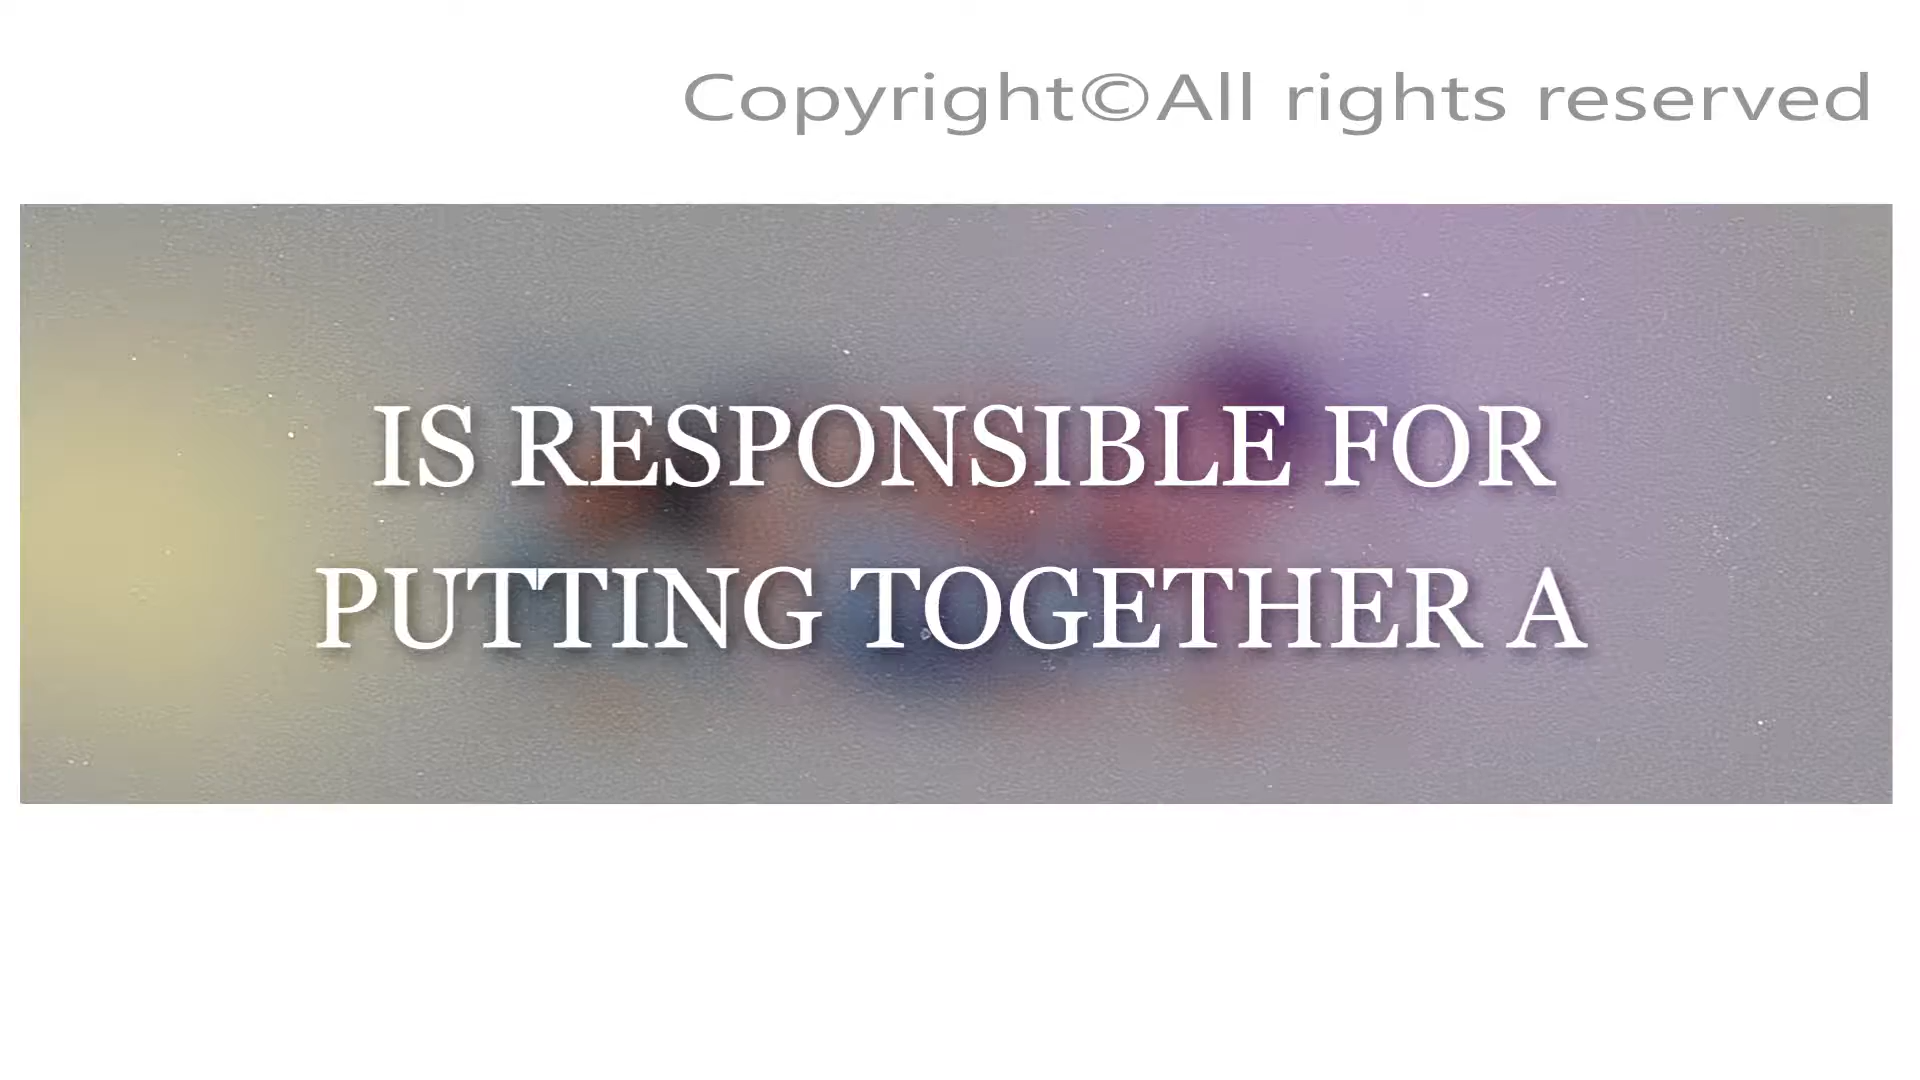 Copyright©All rights reserved
IS RESPONSIBLE FOR
PUTTING TOGETHER A